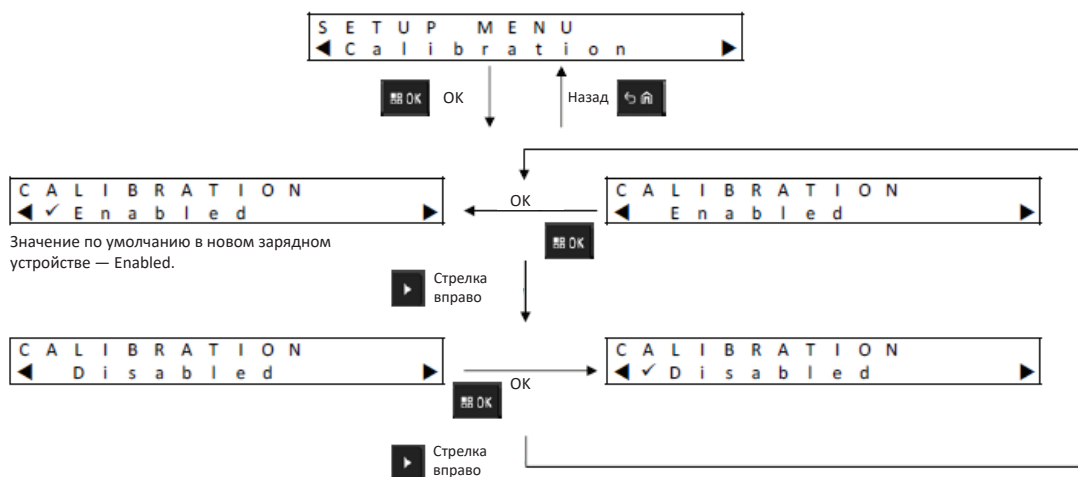 SETUP MENU
◀ Calibration ▶
OK
OK
Назад
CALIBRATION
◀ ✓ Enabled ▶
OK
CALIBRATION
◀ Enabled ▶
OK
Значение по умолчанию в новом зарядном
устройстве — Enabled.
Стрелка
вправо
CALIBRATION
◀ Disabled ▶
OK
OK
CALIBRATION
◀ ✓ Disabled ▶
Стрелка
вправо